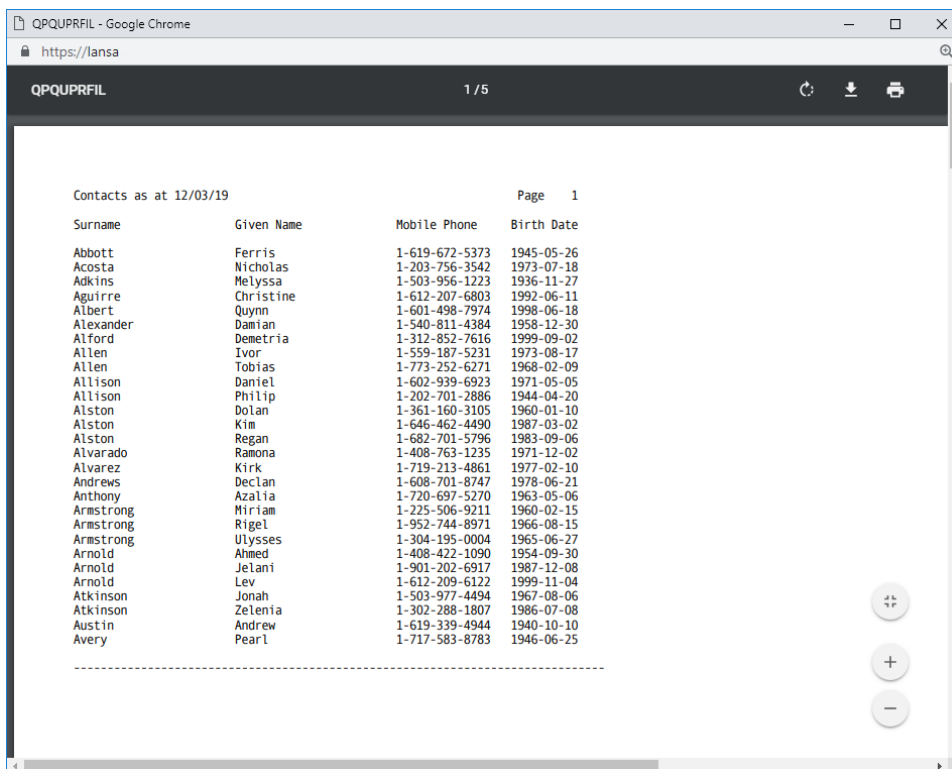 QPQUPRFIL - Google Chrome
https://lansa
QPQUPRFIL 1 / 5
Contacts as at 12/03/19 Page 1
Surname Given Name Mobile Phone Birth Date
Abbott Ferris 1-619-672-5373 1945-05-26
Acosta Nicholas 1-203-756-3542 1973-07-18
Adkins Melyssa 1-503-956-1223 1936-11-27
Aguirre Christine 1-612-207-6803 1992-06-11
Albert Quynn 1-601-498-7974 1998-06-18
Alexander Damian 1-540-811-4384 1958-12-30
Alford Demetria 1-312-852-7616 1999-09-02
Allen Ivor 1-559-187-5231 1973-08-17
Allen Tobias 1-773-252-6271 1968-02-09
Allison Daniel 1-602-939-6923 1971-05-05
Allison Philip 1-202-701-2886 1944-04-20
Alston Dolan 1-361-160-3105 1960-01-10
Alston Kim 1-646-462-4490 1987-03-02
Alston Regan 1-682-701-5796 1983-09-06
Alvarado Ramona 1-408-763-1235 1971-12-02
Alvarez Kirk 1-719-213-4861 1977-02-10
Andrews Declan 1-608-701-8747 1978-06-21
Anthony Azalia 1-720-697-5270 1963-05-06
Armstrong Miriam 1-225-506-9211 1960-02-15
Armstrong Rigel 1-952-744-8971 1966-08-15
Armstrong Ulysses 1-304-195-0004 1965-06-27
Arnold Ahmed 1-408-422-1090 1954-09-30
Arnold Jelani 1-901-202-6917 1987-12-08
Arnold Lev 1-612-209-6122 1999-11-04
Atkinson Jonah 1-503-977-4494 1967-08-06
Atkinson Zelenia 1-302-288-1807 1986-07-08
Austin Andrew 1-619-339-4944 1940-10-10
Avery Pearl 1-717-583-8783 1946-06-25
-------------------------------------------------------------------------------